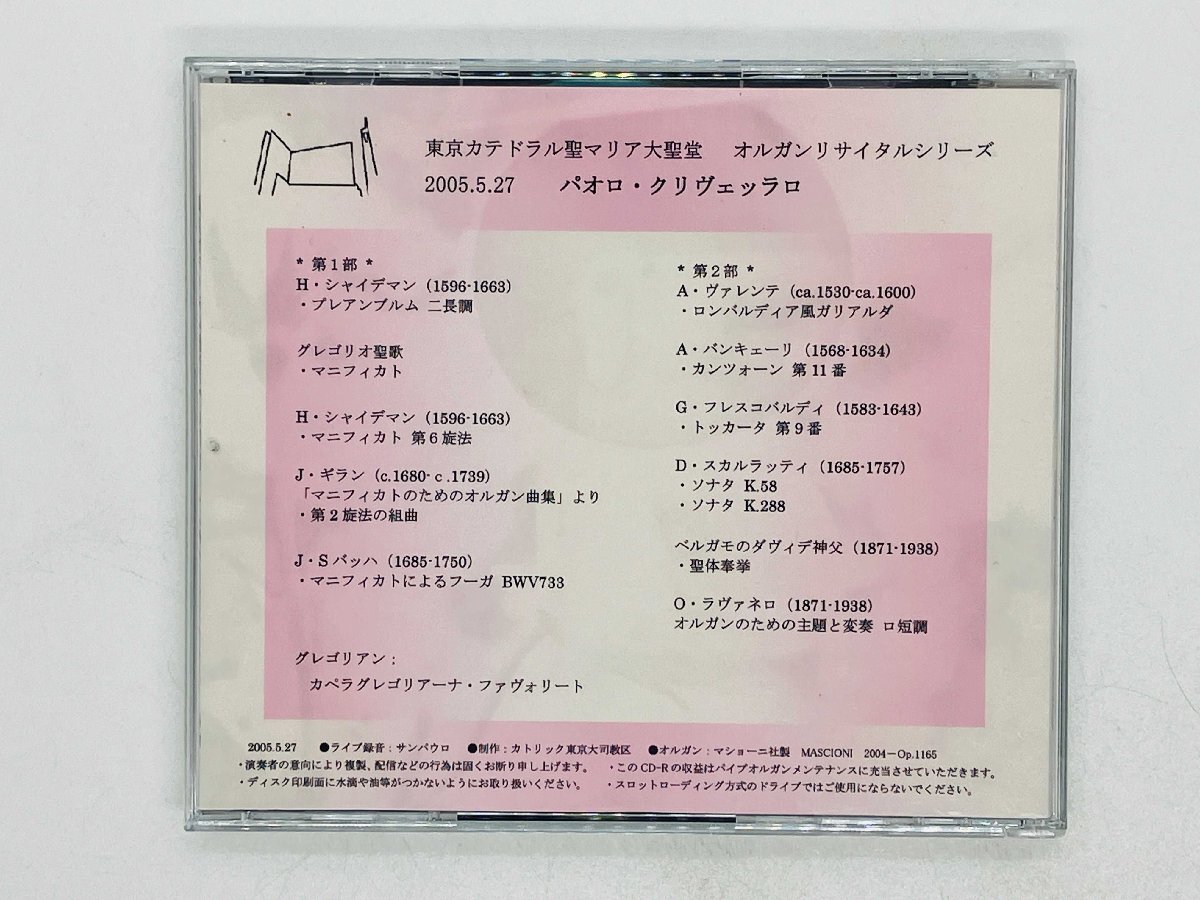 東京カテドラル聖マリア大聖堂　オルガンリサイタルシリーズ
2005.5.27　パオロ・クリヴェッラロ
* 第1部 *
H・シャイデマン (1596-1663)
・プレアンブルム 二長調
グレゴリオ聖歌
・マニフィカト
H・シャイデマン (1596-1663)
・マニフィカト 第6旋法
J・ギラン (c.1680- c .1739)
「マニフィカトのためのオルガン曲集」より
・第2旋法の組曲
J・S バッハ (1685-1750)
・マニフィカトによるフーガ BWV733
グレゴリアン：
カペラグレゴリアーナ・ファヴォリート
* 第2部 *
A・ヴァレンテ (ca.1530-ca.1600)
・ロンバルディア風ガリアルダ
A・バンキェーリ (1568-1634)
・カンツォーン 第11番
G・フレスコバルディ (1583-1643)
・トッカータ 第9番
D・スカルラッティ (1685-1757)
・ソナタ K.58
・ソナタ K.288
ベルガモのダヴィデ神父 (1871-1938)
・聖体奉挙
O・ラヴァネロ (1871-1938)
オルガンのための主題と変奏 ロ短調
2005.5.27　●ライブ録音：サンパウロ　●制作：カトリック東京大司教区　●オルガン：マショーニ社製　MASCIONI　2004－Op.1165
・演奏者の意向により複製、配信などの行為は固くお断り申し上げます。　・このCD-Rの収益はパイプオルガンメンテナンスに充当させていただきます。
・ディスク印刷面に水滴や油等がつかないようにお取り扱いください。　・スロットローディング方式のドライブではご使用にならないでください。